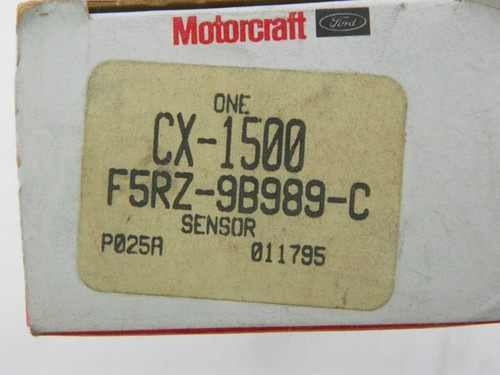 Motorcraft Ford
ONE
CX-1500
F5RZ-9B989-C
SENSOR
P025A 011795